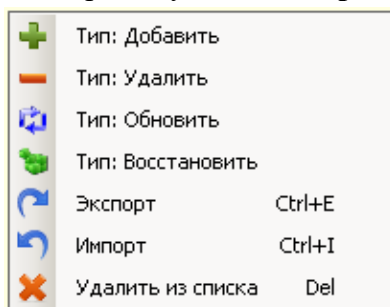 Тип: Добавить
Тип: Удалить
Тип: Обновить
Тип: Восстановить
Экспорт Ctrl+E
Импорт Ctrl+I
Удалить из списка Del